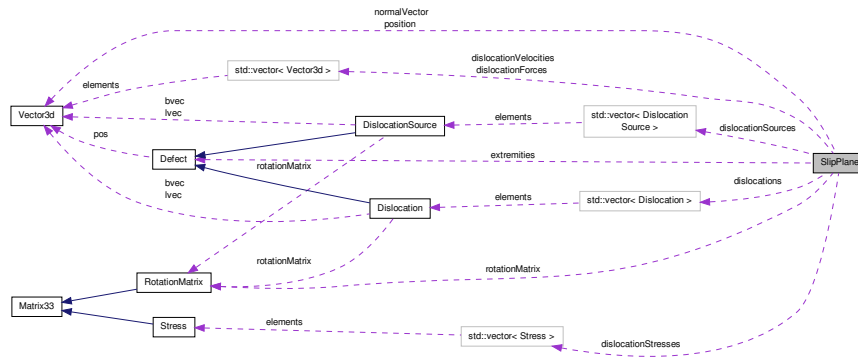 normalVector
position
dislocationVelocities
dislocationForces
std::vector< Vector3d >
elements
bvec
lvec
std::vector< Dislocation
Source >
elements
Vector3d
DislocationSource
dislocationSources
pos
Defect
extremities
SlipPlane
rotationMatrix
dislocations
bvec
lvec
elements
std::vector< Dislocation >
Dislocation
rotationMatrix
rotationMatrix
RotationMatrix
Matrix33
Stress
elements
std::vector< Stress >
dislocationStresses